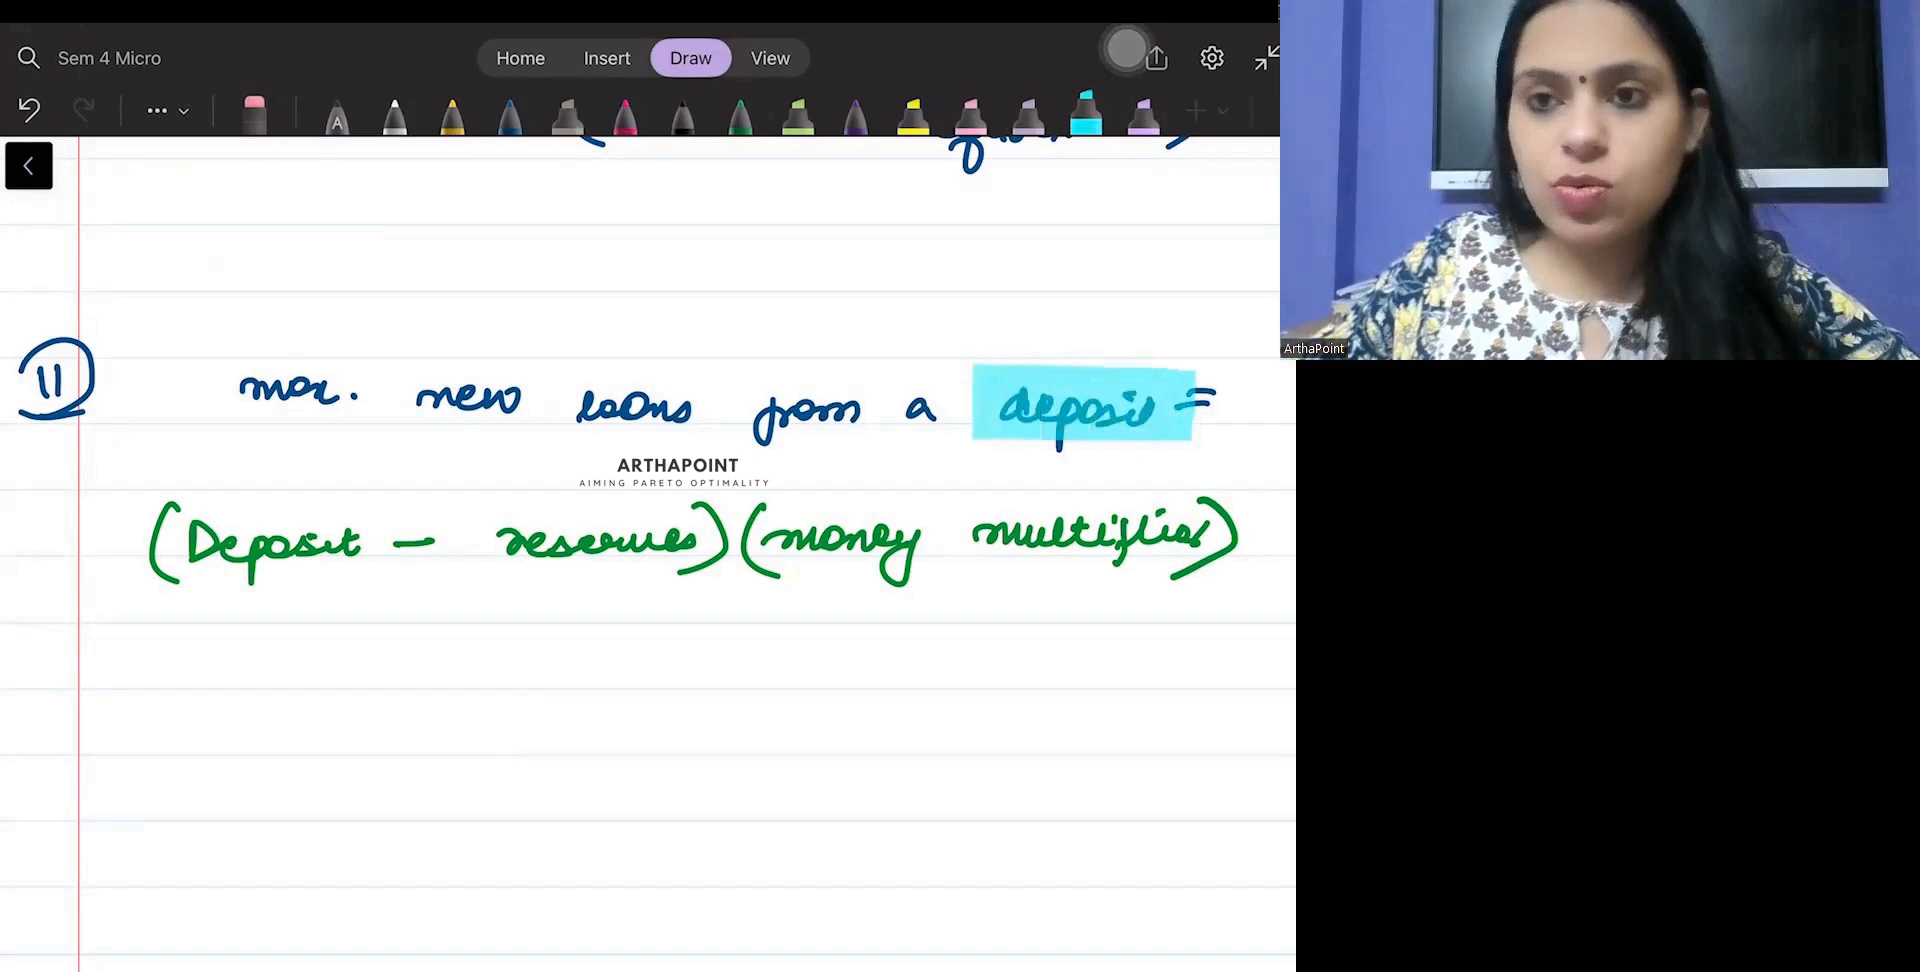 Sem 4 Micro
Home Insert Draw View
A
ArthaPoint
11 max. new loans from a deposit =
ARTHAPOINT
AIMING PARETO OPTIMALITY
(Deposit - reserves) (money multiplier)